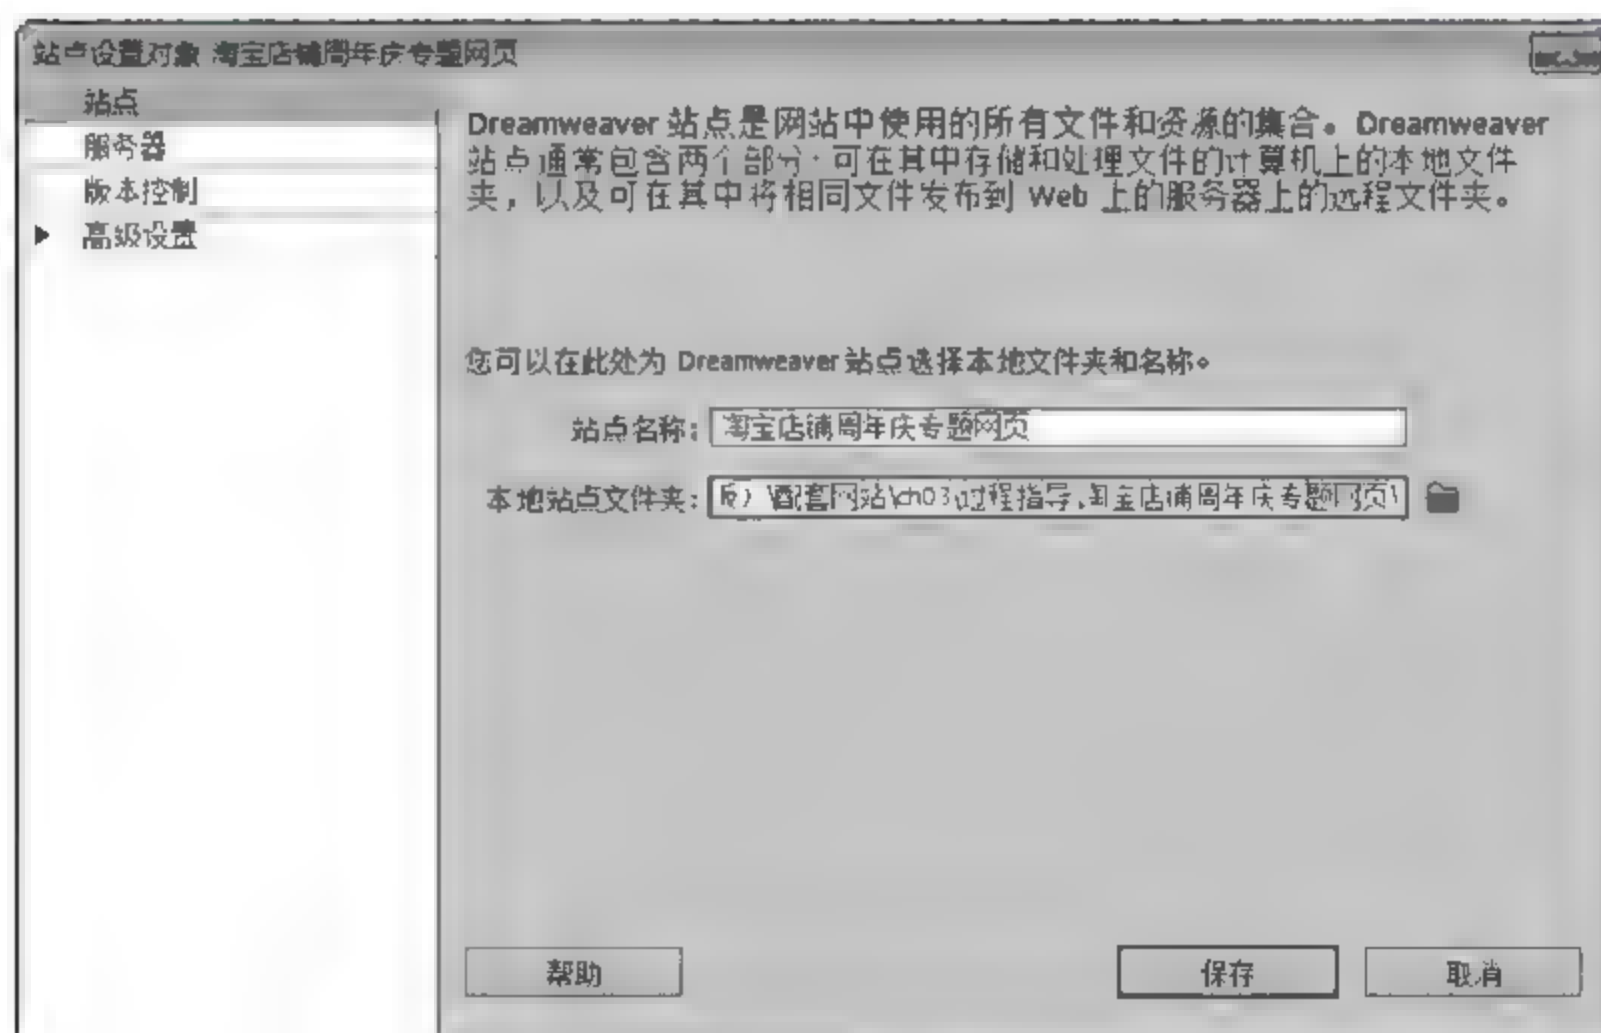 站点设置对象 淘宝店铺周年庆专题网页
站点
服务器
版本控制
高级设置
Dreamweaver 站点是网站中使用的所有文件和资源的集合。Dreamweaver
站点通常包含两个部分：可在其中存储和处理文件的计算机上的本地文件
夹，以及可在其中将相同文件发布到 Web 上的服务器上的远程文件夹。
您可以在此处为 Dreamweaver 站点选择本地文件夹和名称。
站点名称： 淘宝店铺周年庆专题网页
本地站点文件夹： 版）\配套网站\ch03\过程指导\淘宝店铺周年庆专题网页\
帮助
保存
取消